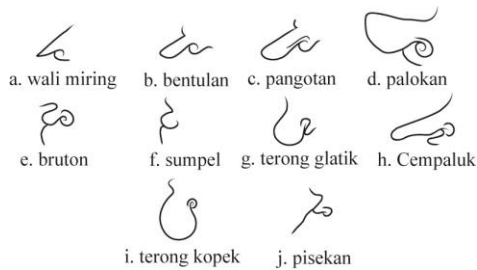 a. wali miring b. bentulan c. pangotan d. palokan
e. bruton f. sumpel g. terong glatik h. Cempaluk
i. terong kopek j. pisekan